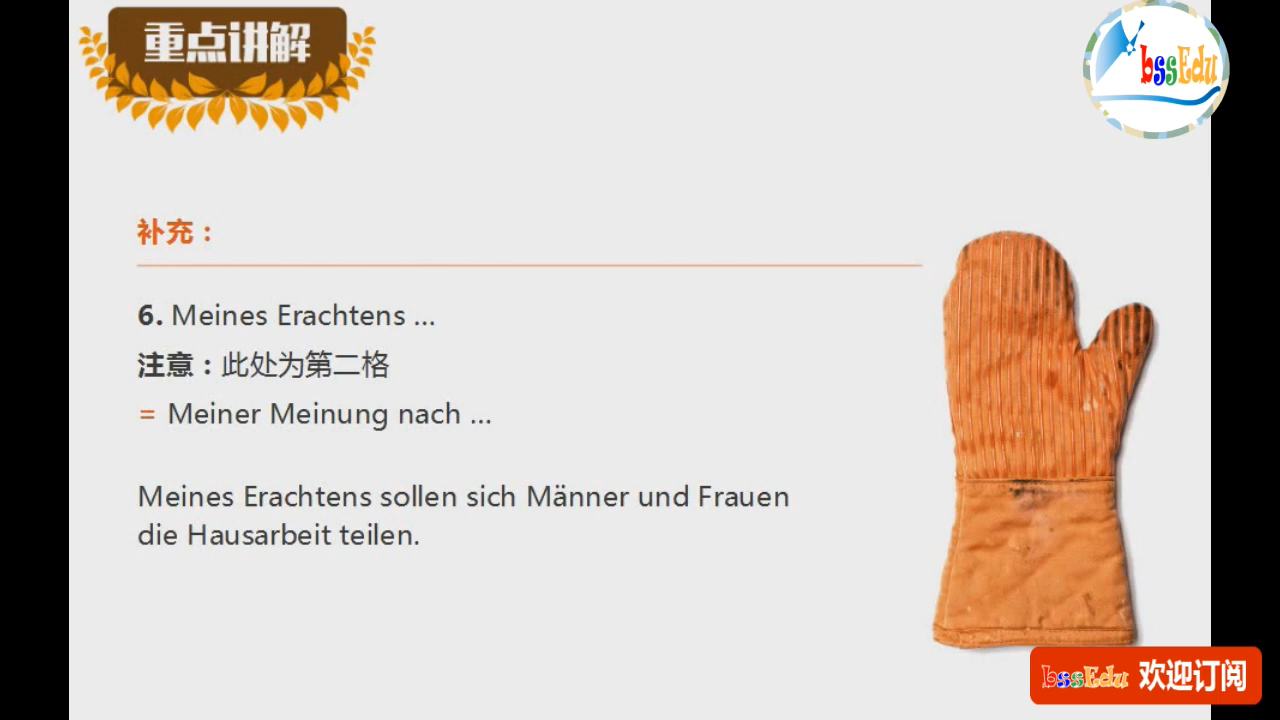 重点讲解
bssEdu
补充：
6. Meines Erachtens ...
注意：此处为第二格
= Meiner Meinung nach ...
Meines Erachtens sollen sich Männer und Frauen
die Hausarbeit teilen.
bssEdu 欢迎订阅